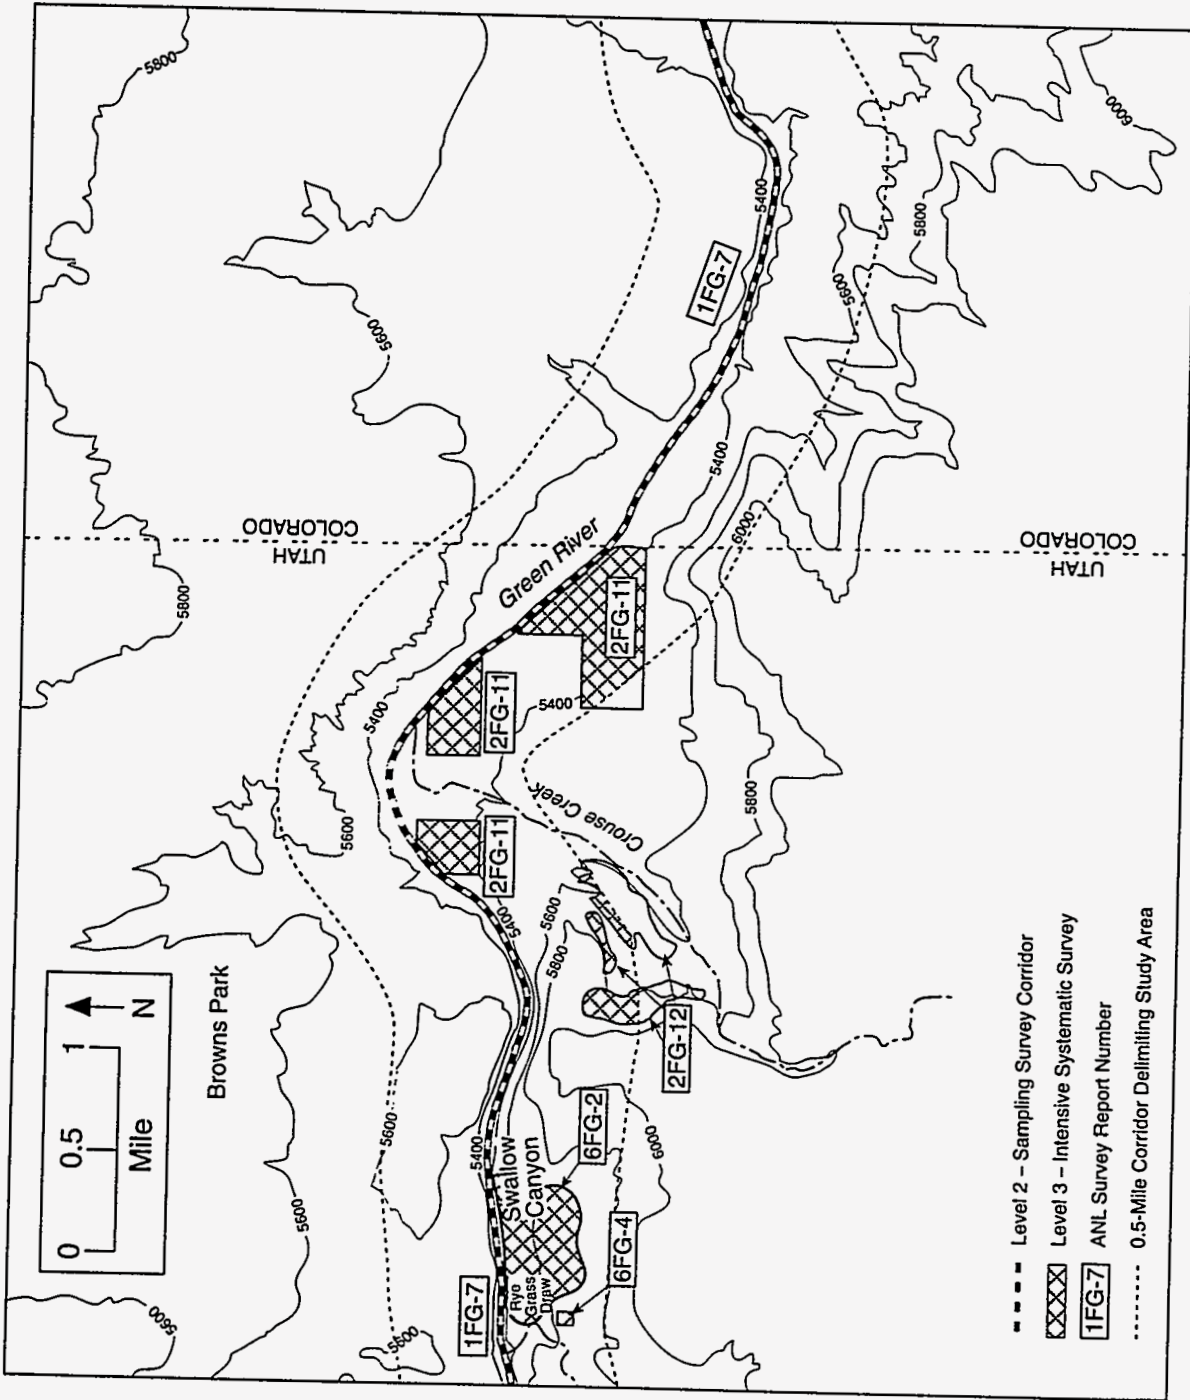 0 0.5 1
Mile
N
Browns Park
5800
5600
6000
5400
5800
5600
5600
5400
UTAH
COLORADO
5800
6000
UTAH
COLORADO
1FG-7
Green River
2FG-11
2FG-11
2FG-11
5400
5400
5600
5400
5800
Crouse Creek
5600
5800
2FG-12
5600
5400
Swallow
Canyon
6FG-2
6000
6FG-4
Rye
Grass
Draw
1FG-7
5600
5600
5600
Level 2 – Sampling Survey Corridor
Level 3 – Intensive Systematic Survey
1FG-7 ANL Survey Report Number
0.5-Mile Corridor Delimiting Study Area